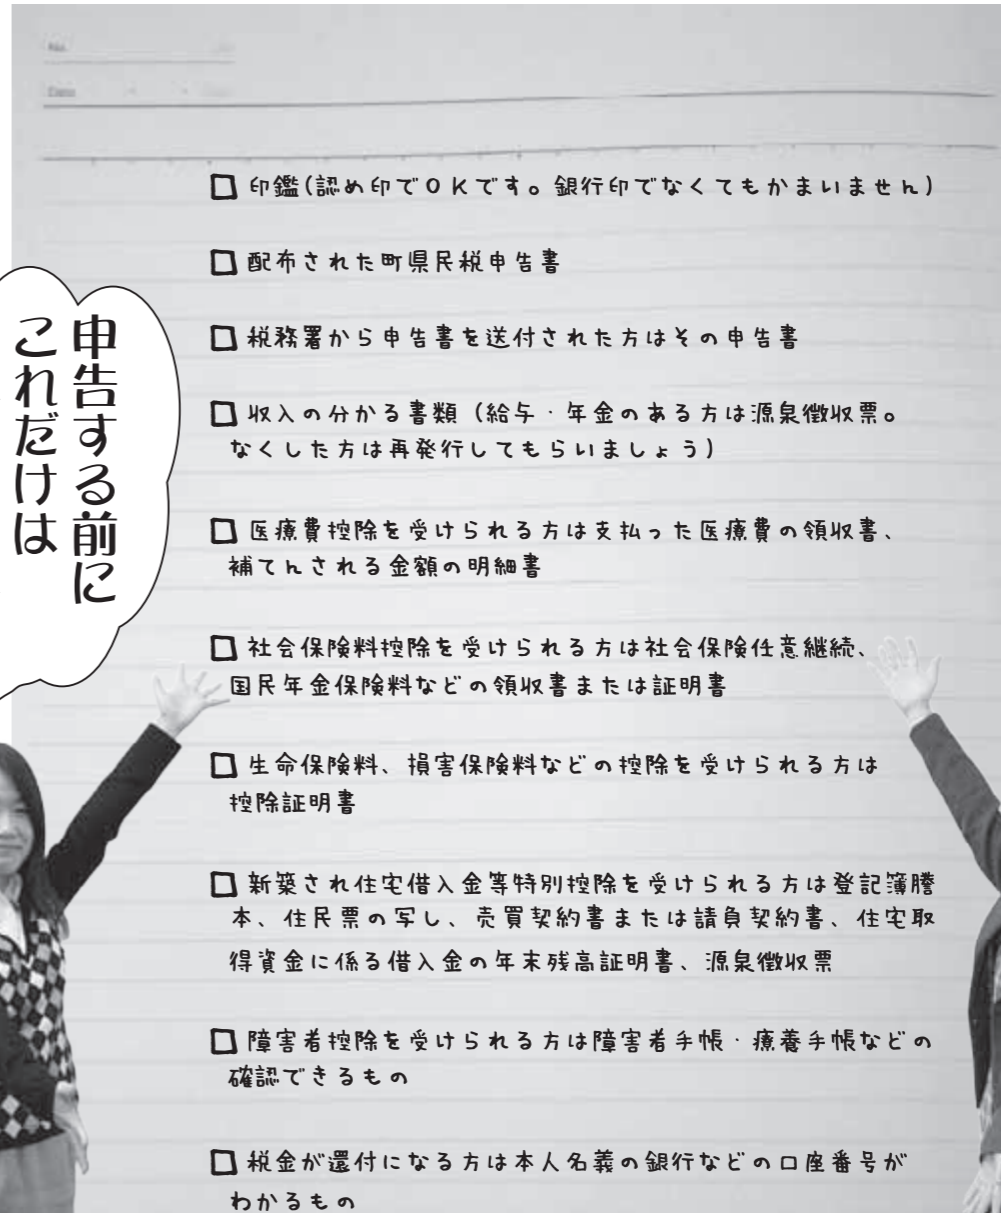 No.
Date
申告する前に
これだけは
□ 印鑑(認め印でOKです。銀行印でなくてもかまいません)
□ 配布された町県民税申告書
□ 税務署から申告書を送付された方はその申告書
□ 収入の分かる書類（給与・年金のある方は源泉徴収票。
なくした方は再発行してもらいましょう）
□ 医療費控除を受けられる方は支払った医療費の領収書、
補てんされる金額の明細書
□ 社会保険料控除を受けられる方は社会保険任意継続、
国民年金保険料などの領収書または証明書
□ 生命保険料、損害保険料などの控除を受けられる方は
控除証明書
□ 新築され住宅借入金等特別控除を受けられる方は登記簿謄
本、住民票の写し、売買契約書または請負契約書、住宅取
得資金に係る借入金の年末残高証明書、源泉徴収票
□ 障害者控除を受けられる方は障害者手帳・療養手帳などの
確認できるもの
□ 税金が還付になる方は本人名義の銀行などの口座番号が
わかるもの